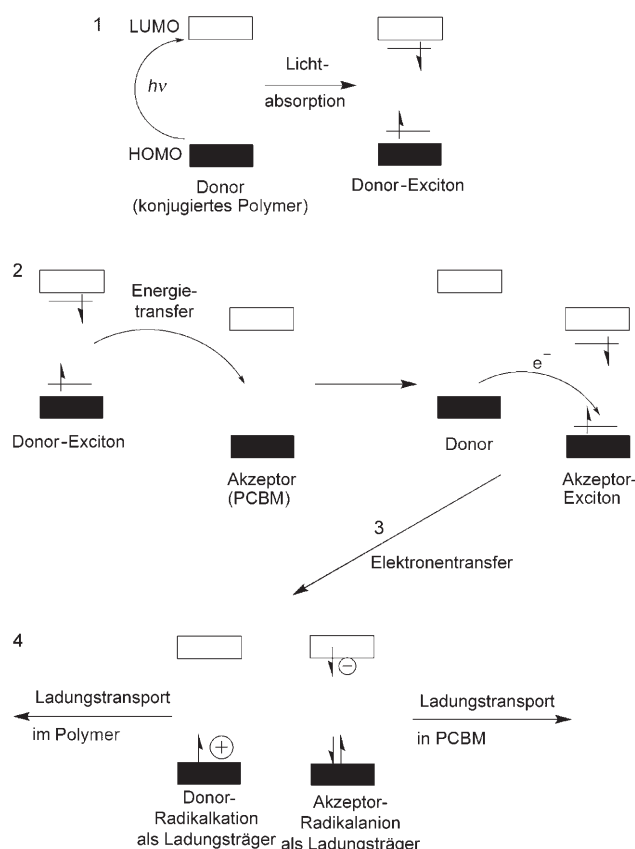 1
LUMO
hν
HOMO
Donor
(konjugiertes Polymer)
Licht-
absorption
Donor-Exciton
2
Donor-Exciton
Energie-
transfer
Akzeptor
(PCBM)
Donor
e⁻
Akzeptor-
Exciton
3
Elektronentransfer
4
Ladungstransport
im Polymer
+
Donor-
Radikalkation
als Ladungsträger
−
Akzeptor-
Radikalanion
als Ladungsträger
Ladungstransport
in PCBM